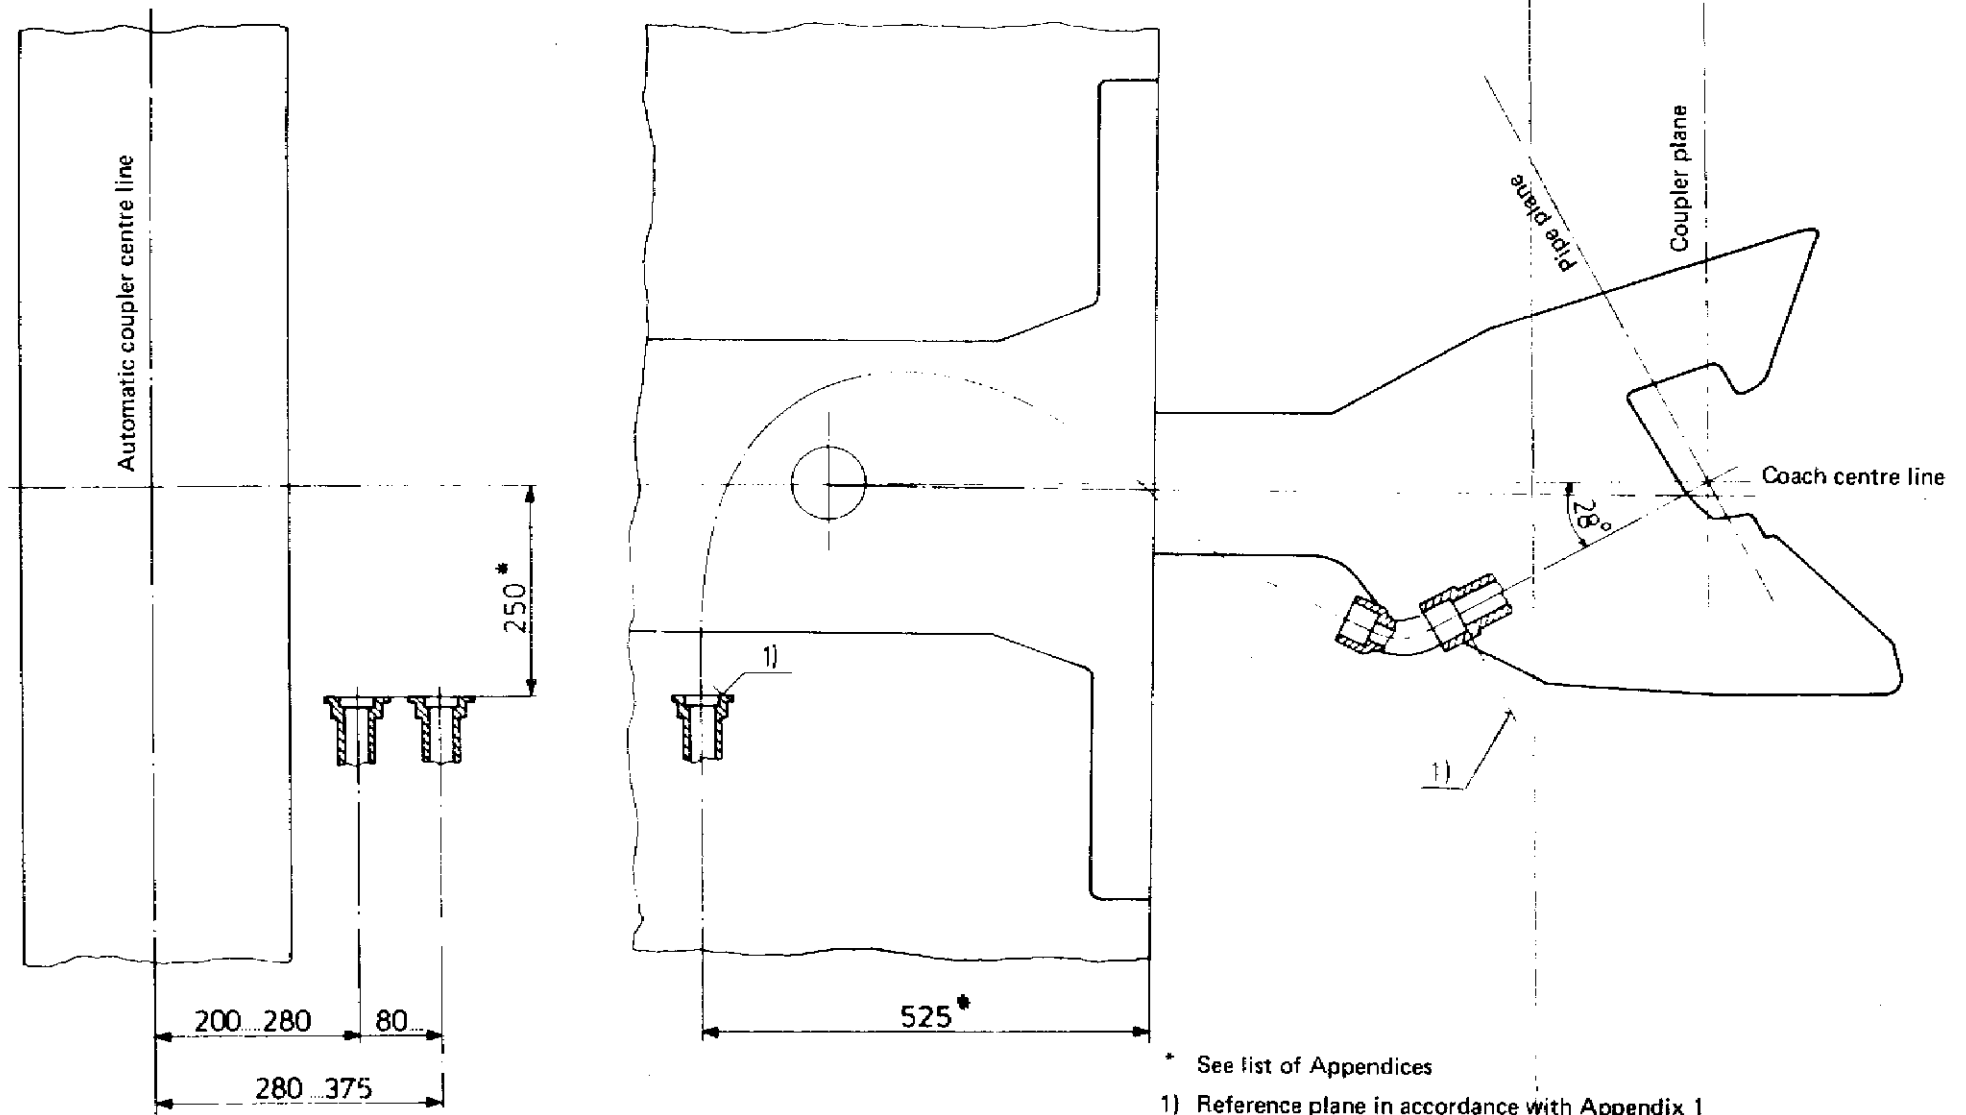 Automatic coupler centre line
Pipe plane
Coupler plane
Coach centre line
28°
250*
1)
1)
200...280
80...
525*
280...375
* See list of Appendices
1) Reference plane in accordance with Appendix 1